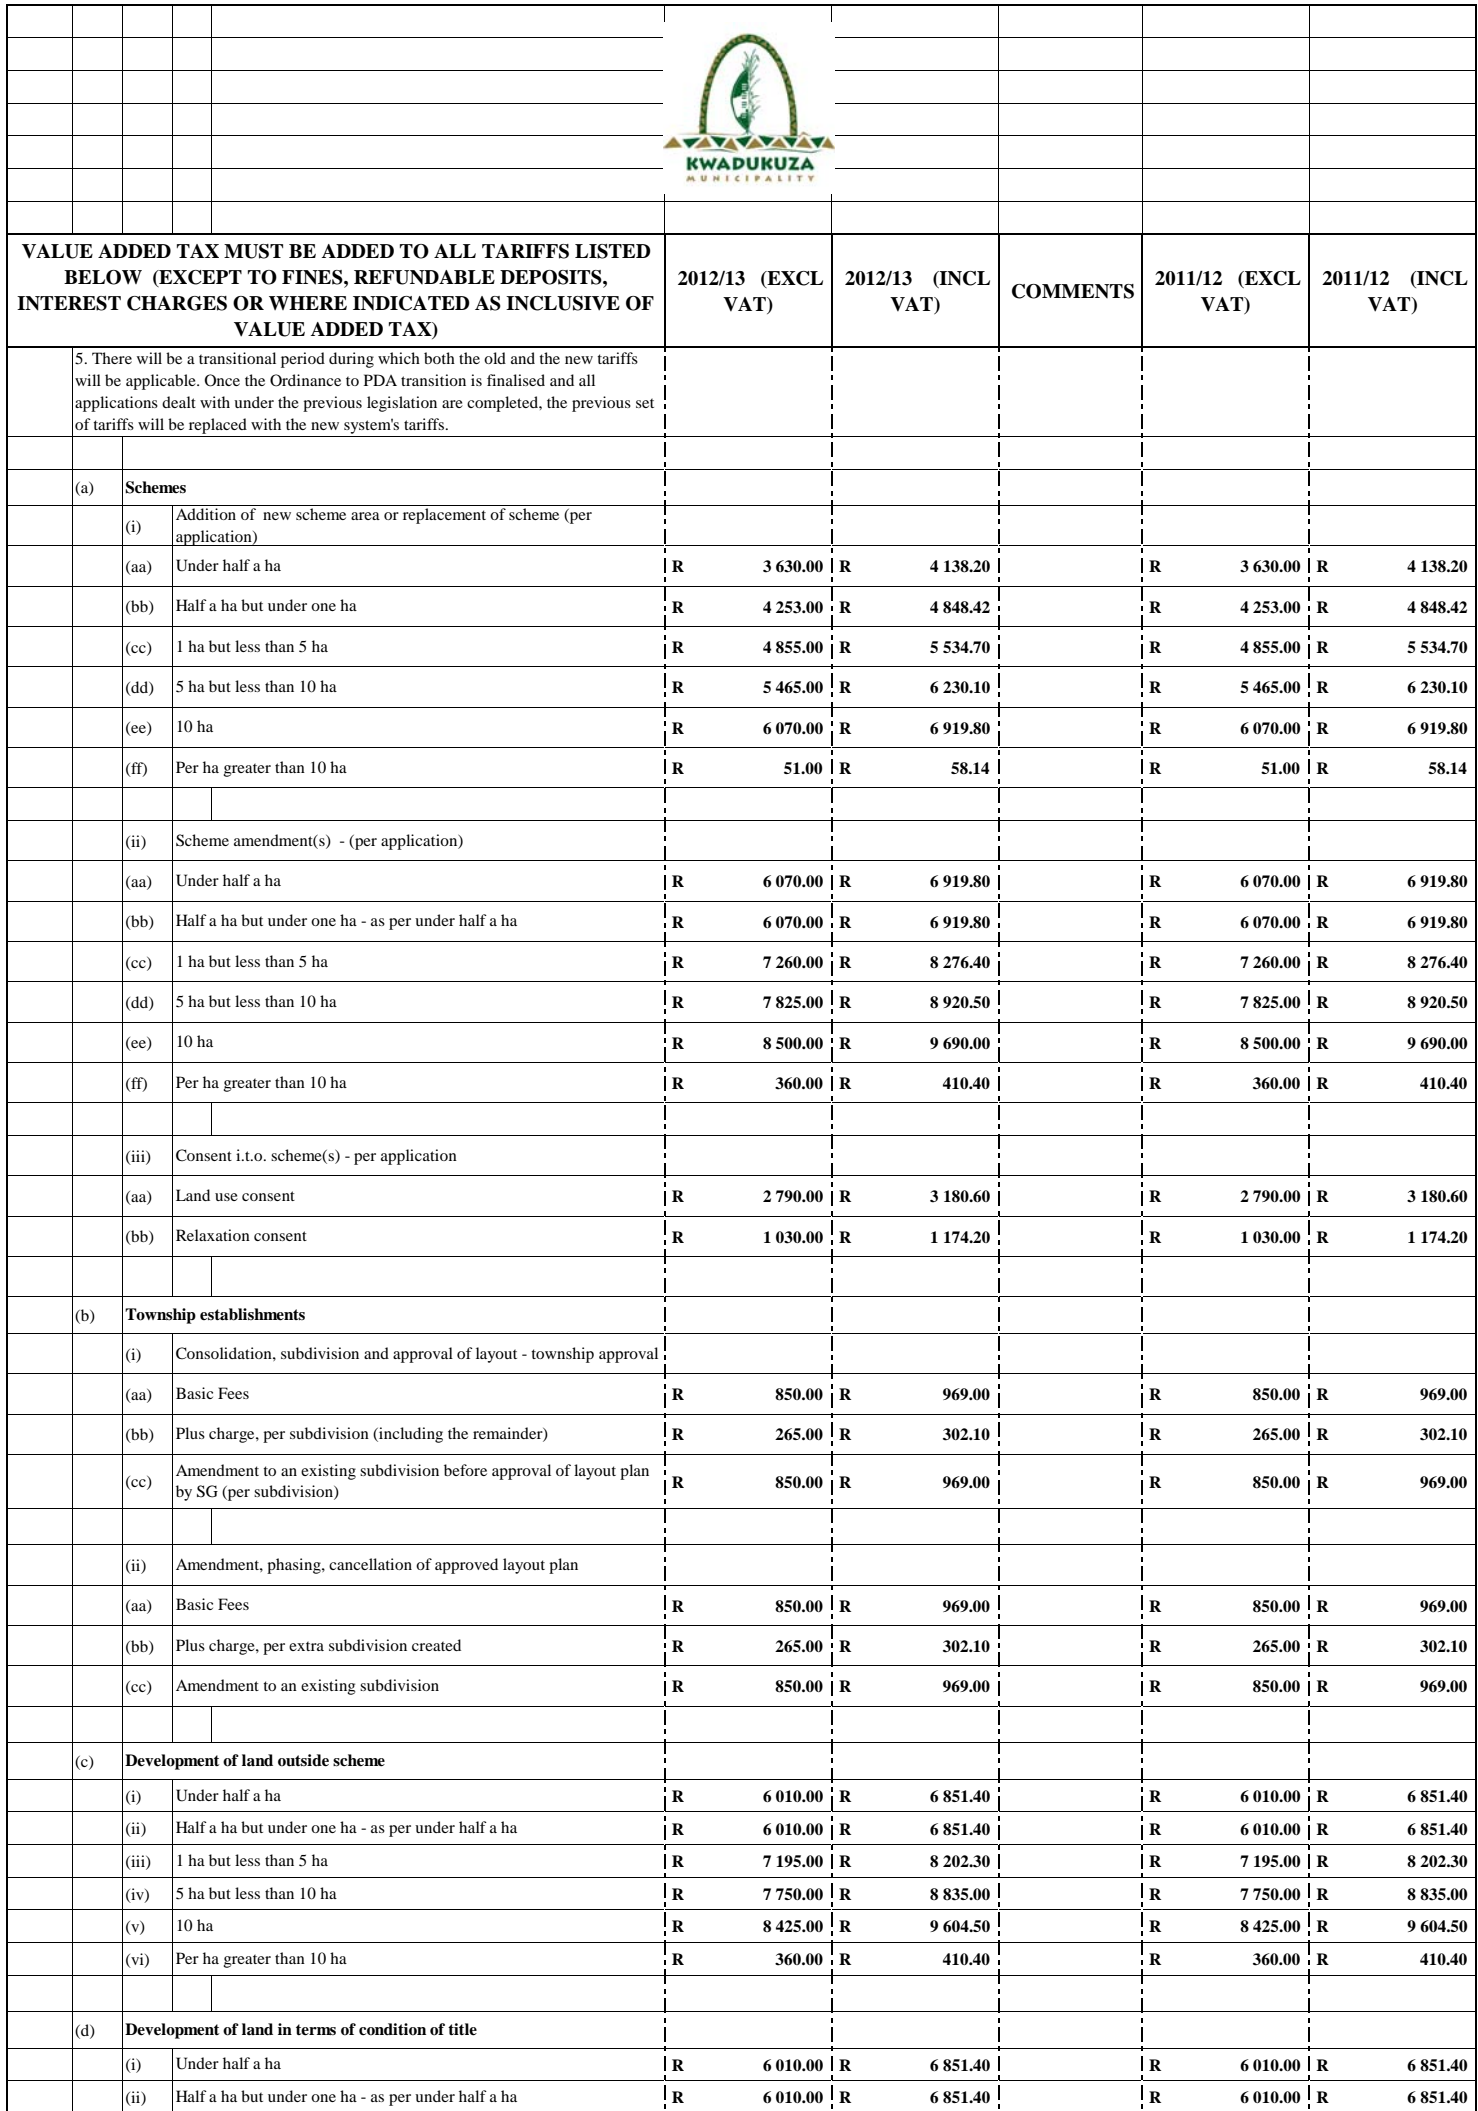 KWADUKUZA
MUNICIPALITY
VALUE ADDED TAX MUST BE ADDED TO ALL TARIFFS LISTED
BELOW (EXCEPT TO FINES, REFUNDABLE DEPOSITS,
INTEREST CHARGES OR WHERE INDICATED AS INCLUSIVE OF
VALUE ADDED TAX)
2012/13 (EXCL
VAT)
2012/13 (INCL
VAT)
COMMENTS
2011/12 (EXCL
VAT)
2011/12 (INCL
VAT)
5. There will be a transitional period during which both the old and the new tariffs
will be applicable. Once the Ordinance to PDA transition is finalised and all
applications dealt with under the previous legislation are completed, the previous set
of tariffs will be replaced with the new system's tariffs.
(a) Schemes
(i) Addition of new scheme area or replacement of scheme (per
application)
(aa) Under half a ha R 3 630.00 R 4 138.20 R 3 630.00 R 4 138.20
(bb) Half a ha but under one ha R 4 253.00 R 4 848.42 R 4 253.00 R 4 848.42
(cc) 1 ha but less than 5 ha R 4 855.00 R 5 534.70 R 4 855.00 R 5 534.70
(dd) 5 ha but less than 10 ha R 5 465.00 R 6 230.10 R 5 465.00 R 6 230.10
(ee) 10 ha R 6 070.00 R 6 919.80 R 6 070.00 R 6 919.80
(ff) Per ha greater than 10 ha R 51.00 R 58.14 R 51.00 R 58.14
(ii) Scheme amendment(s) - (per application)
(aa) Under half a ha R 6 070.00 R 6 919.80 R 6 070.00 R 6 919.80
(bb) Half a ha but under one ha - as per under half a ha R 6 070.00 R 6 919.80 R 6 070.00 R 6 919.80
(cc) 1 ha but less than 5 ha R 7 260.00 R 8 276.40 R 7 260.00 R 8 276.40
(dd) 5 ha but less than 10 ha R 7 825.00 R 8 920.50 R 7 825.00 R 8 920.50
(ee) 10 ha R 8 500.00 R 9 690.00 R 8 500.00 R 9 690.00
(ff) Per ha greater than 10 ha R 360.00 R 410.40 R 360.00 R 410.40
(iii) Consent i.t.o. scheme(s) - per application
(aa) Land use consent R 2 790.00 R 3 180.60 R 2 790.00 R 3 180.60
(bb) Relaxation consent R 1 030.00 R 1 174.20 R 1 030.00 R 1 174.20
(b) Township establishments
(i) Consolidation, subdivision and approval of layout - township approval
(aa) Basic Fees R 850.00 R 969.00 R 850.00 R 969.00
(bb) Plus charge, per subdivision (including the remainder) R 265.00 R 302.10 R 265.00 R 302.10
(cc) Amendment to an existing subdivision before approval of layout plan
by SG (per subdivision) R 850.00 R 969.00 R 850.00 R 969.00
(ii) Amendment, phasing, cancellation of approved layout plan
(aa) Basic Fees R 850.00 R 969.00 R 850.00 R 969.00
(bb) Plus charge, per extra subdivision created R 265.00 R 302.10 R 265.00 R 302.10
(cc) Amendment to an existing subdivision R 850.00 R 969.00 R 850.00 R 969.00
(c) Development of land outside scheme
(i) Under half a ha R 6 010.00 R 6 851.40 R 6 010.00 R 6 851.40
(ii) Half a ha but under one ha - as per under half a ha R 6 010.00 R 6 851.40 R 6 010.00 R 6 851.40
(iii) 1 ha but less than 5 ha R 7 195.00 R 8 202.30 R 7 195.00 R 8 202.30
(iv) 5 ha but less than 10 ha R 7 750.00 R 8 835.00 R 7 750.00 R 8 835.00
(v) 10 ha R 8 425.00 R 9 604.50 R 8 425.00 R 9 604.50
(vi) Per ha greater than 10 ha R 360.00 R 410.40 R 360.00 R 410.40
(d) Development of land in terms of condition of title
(i) Under half a ha R 6 010.00 R 6 851.40 R 6 010.00 R 6 851.40
(ii) Half a ha but under one ha - as per under half a ha R 6 010.00 R 6 851.40 R 6 010.00 R 6 851.40